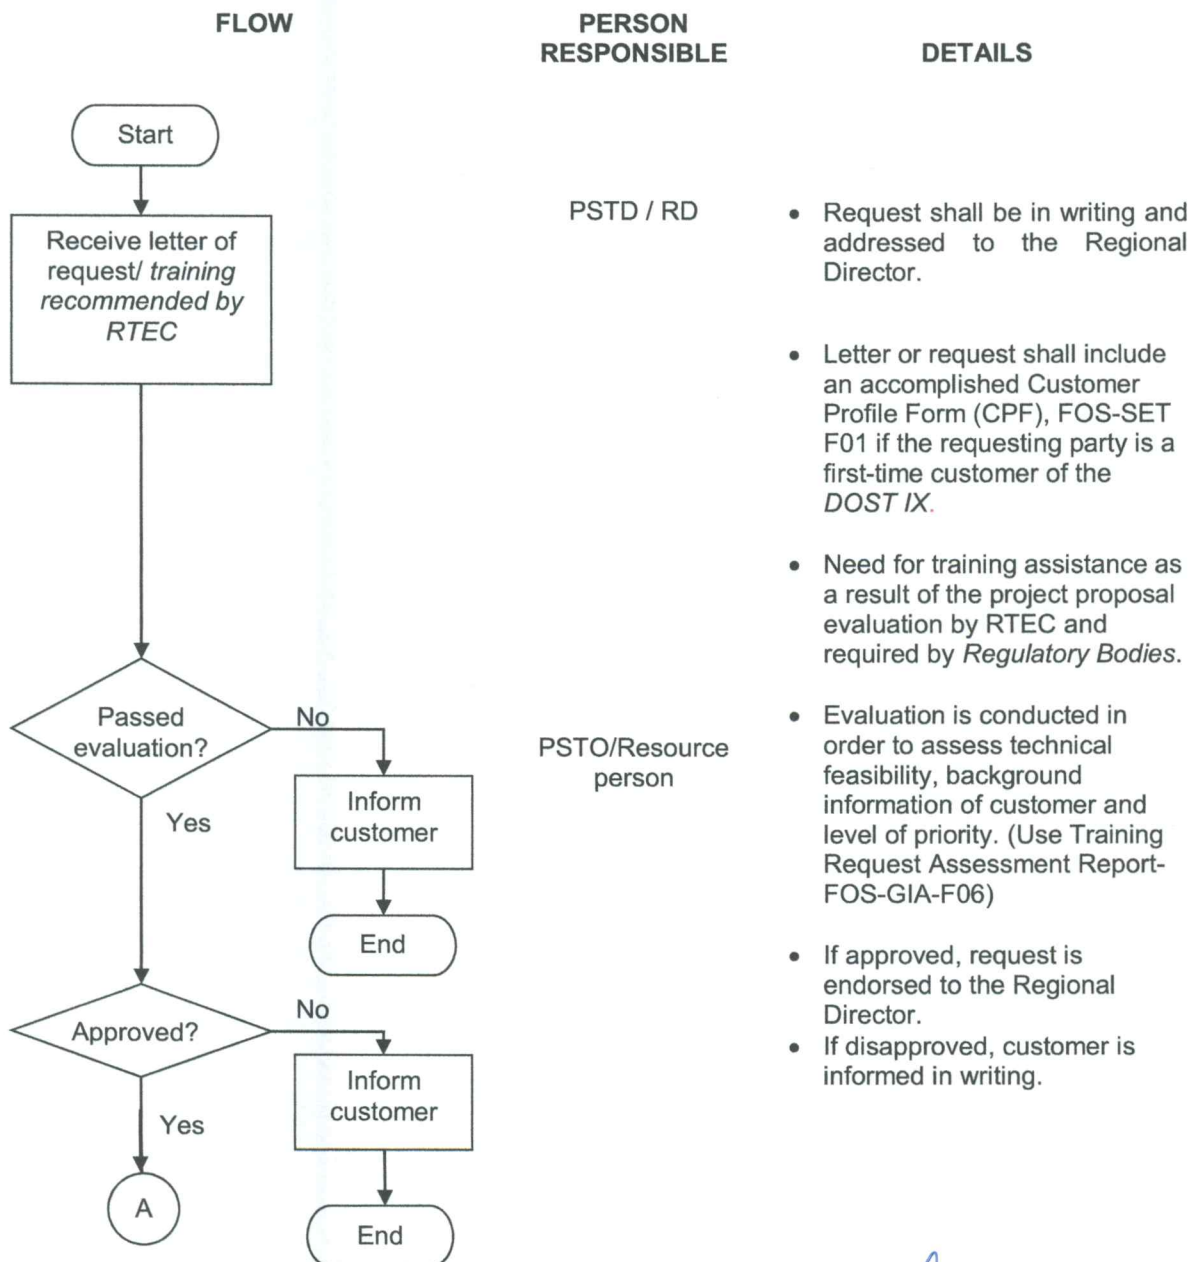 FLOW
PERSON
RESPONSIBLE
DETAILS
Start
Receive letter of
request/ training
recommended by
RTEC
PSTD / RD
• Request shall be in writing and
addressed to the Regional
Director.
• Letter or request shall include
an accomplished Customer
Profile Form (CPF), FOS-SET
F01 if the requesting party is a
first-time customer of the
DOST IX.
• Need for training assistance as
a result of the project proposal
evaluation by RTEC and
required by Regulatory Bodies.
Passed
evaluation?
No
Yes
Inform
customer
End
PSTO/Resource
person
• Evaluation is conducted in
order to assess technical
feasibility, background
information of customer and
level of priority. (Use Training
Request Assessment Report-
FOS-GIA-F06)
Approved?
No
Yes
Inform
customer
End
A
• If approved, request is
endorsed to the Regional
Director.
• If disapproved, customer is
informed in writing.